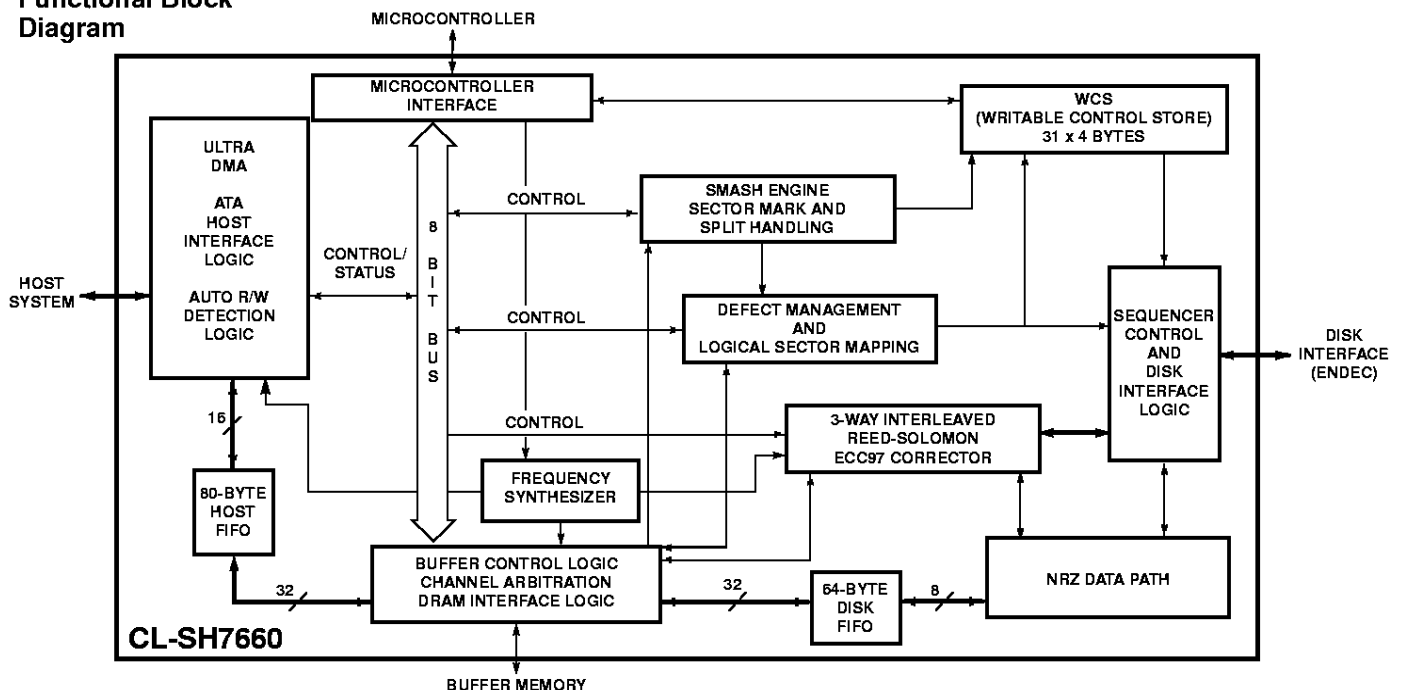 Functional Block
Diagram
MICROCONTROLLER
MICROCONTROLLER
INTERFACE
WCS
(WRITABLE CONTROL STORE)
31 x 4 BYTES
ULTRA
DMA
ATA
HOST
INTERFACE
LOGIC
AUTO R/W
DETECTION
LOGIC
HOST
SYSTEM
CONTROL/
STATUS
8
B
I
T
B
U
S
CONTROL
SMASH ENGINE
SECTOR MARK AND
SPLIT HANDLING
CONTROL
DEFECT MANAGEMENT
AND
LOGICAL SECTOR MAPPING
SEQUENCER
CONTROL
AND
DISK
INTERFACE
LOGIC
DISK
INTERFACE
(ENDEC)
CONTROL
3-WAY INTERLEAVED
REED-SOLOMON
ECC97 CORRECTOR
16
FREQUENCY
SYNTHESIZER
80-BYTE
HOST
FIFO
32
BUFFER CONTROL LOGIC
CHANNEL ARBITRATION
DRAM INTERFACE LOGIC
32
64-BYTE
DISK
FIFO
8
NRZ DATA PATH
CL-SH7660
BUFFER MEMORY